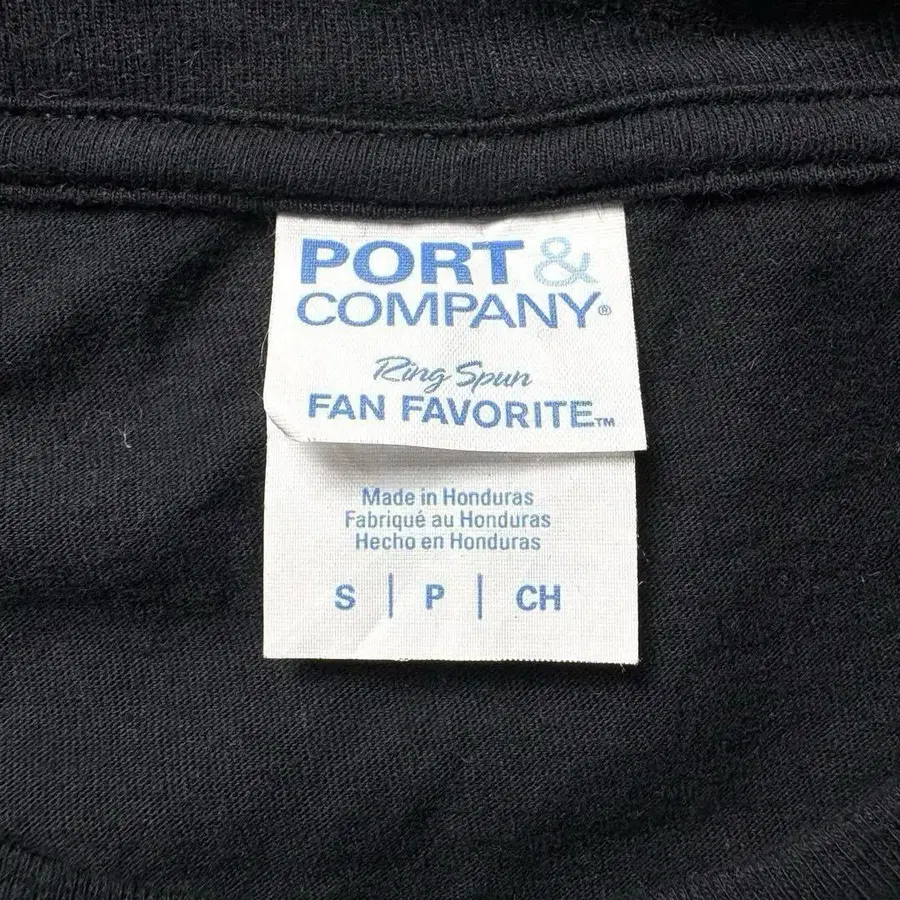 PORT &
COMPANY®
Ring Spun
FAN FAVORITE™
Made in Honduras
Fabriqué au Honduras
Hecho en Honduras
S | P | CH